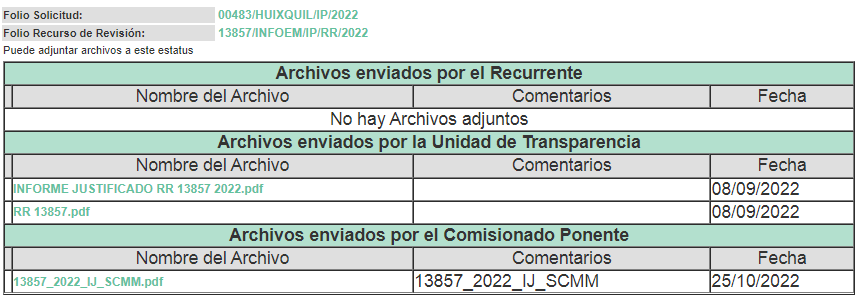 Folio Solicitud: 00483/HUIXQUIL/IP/2022
Folio Recurso de Revisión: 13857/INFOEM/IP/RR/2022
Puede adjuntar archivos a este estatus
Archivos enviados por el Recurrente
Nombre del Archivo Comentarios Fecha
No hay Archivos adjuntos
Archivos enviados por la Unidad de Transparencia
Nombre del Archivo Comentarios Fecha
INFORME JUSTIFICADO RR 13857 2022.pdf 08/09/2022
RR 13857.pdf 08/09/2022
Archivos enviados por el Comisionado Ponente
Nombre del Archivo Comentarios Fecha
13857_2022_IJ_SCMM.pdf 13857_2022_IJ_SCMM 25/10/2022